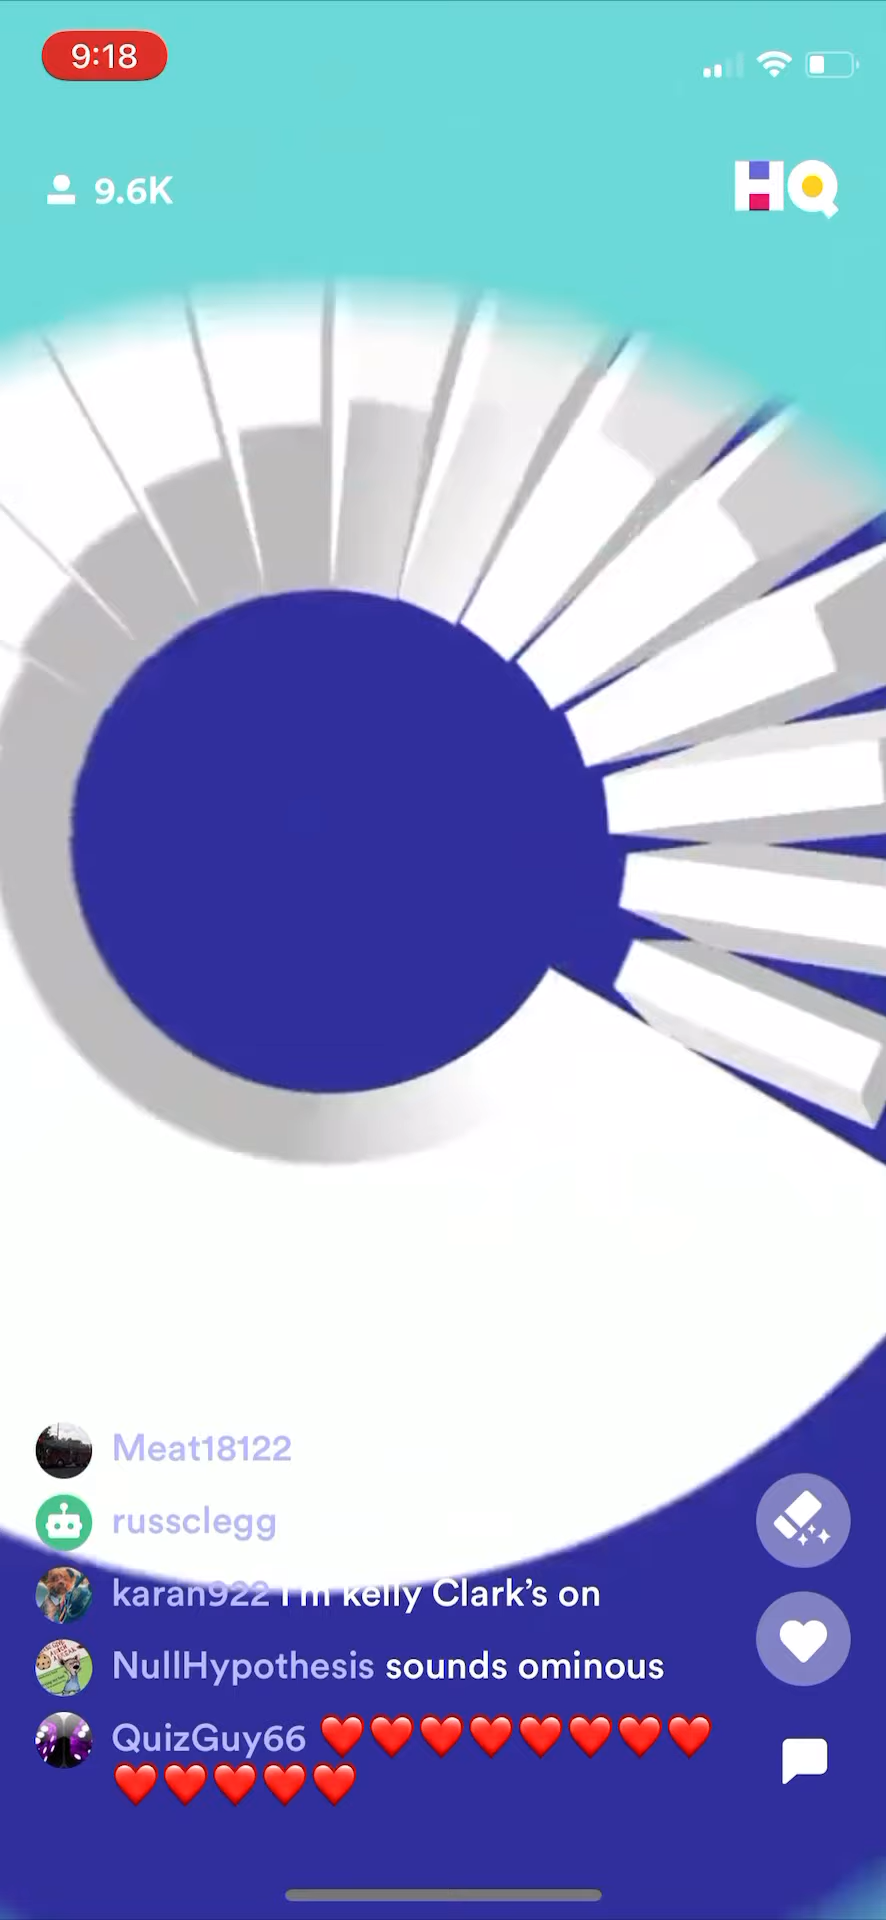 9:18
9.6K
HQ
Meat18122
russclegg
karan922 I'm kelly Clark's on
NullHypothesis sounds ominous
QuizGuy66 ❤️❤️❤️❤️❤️❤️❤️❤️
❤️❤️❤️❤️❤️